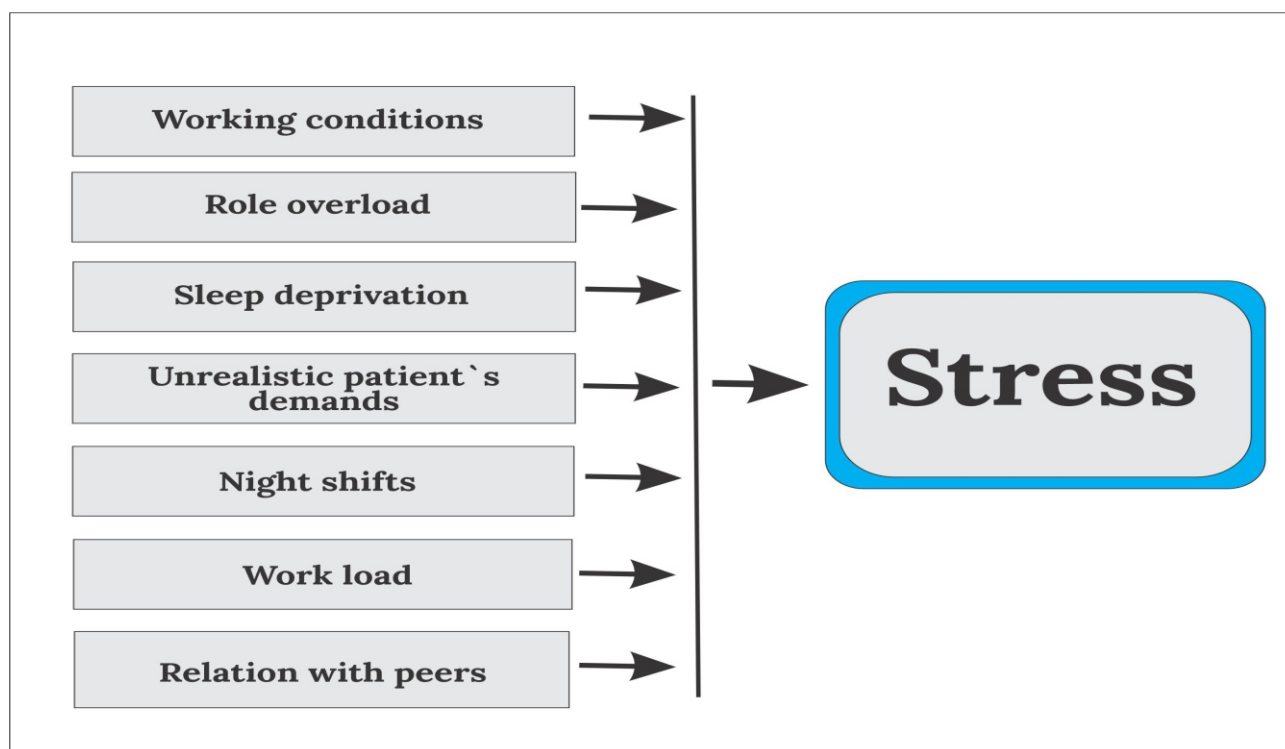 Working conditions
Role overload
Sleep deprivation
Unrealistic patient`s
demands
Night shifts
Work load
Relation with peers
Stress